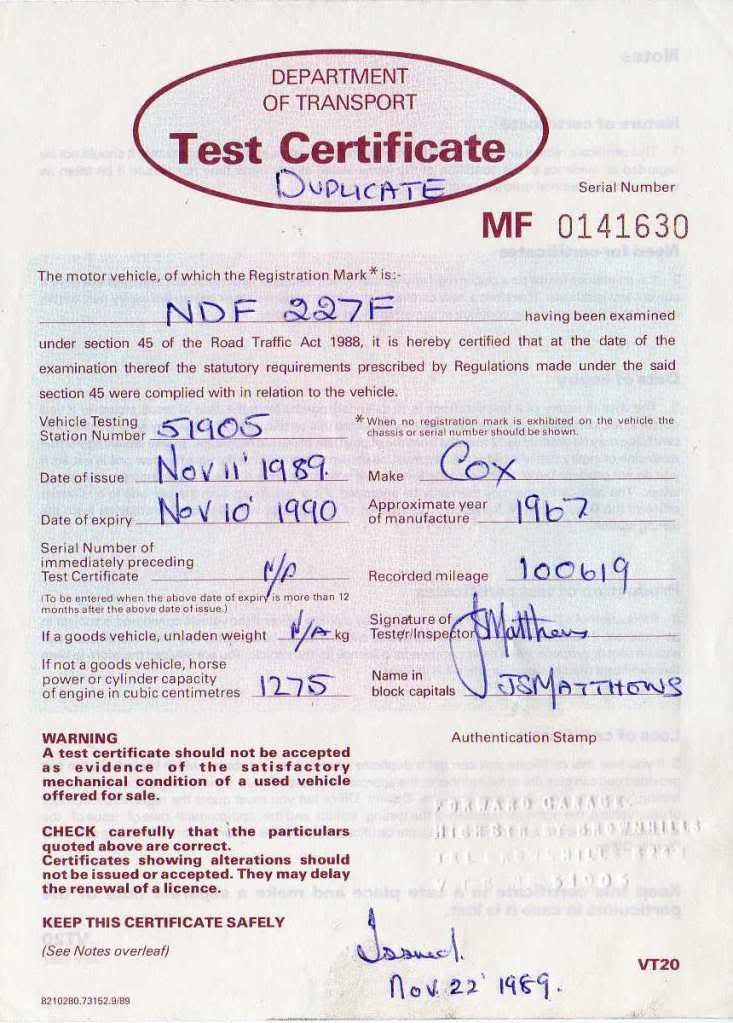 DEPARTMENT
OF TRANSPORT
Test Certificate
DUPLICATE
Serial Number
MF 0141630
The motor vehicle, of which the Registration Mark * is:-
NDF 227F having been examined
under section 45 of the Road Traffic Act 1988, it is hereby certified that at the date of the
examination thereof the statutory requirements prescribed by Regulations made under the said
section 45 were complied with in relation to the vehicle.
Vehicle Testing
Station Number 51905
* When no registration mark is exhibited on the vehicle the
chassis or serial number should be shown.
Date of issue Nov 11' 1989.
Make Cox
Date of expiry Nov 10' 1990
Approximate year
of manufacture 1967
Serial Number of
immediately preceding
Test Certificate N/A
Recorded mileage 100619
(To be entered when the above date of expiry is more than 12
months after the above date of issue.)
If a goods vehicle, unladen weight N/A kg
Signature of
Tester/Inspector JSMatthews
If not a goods vehicle, horse
power or cylinder capacity
of engine in cubic centimetres 1275
Name in
block capitals JSMATTHEWS
WARNING
A test certificate should not be accepted
as evidence of the satisfactory
mechanical condition of a used vehicle
offered for sale.
Authentication Stamp
FORWARD GARAGE
HIGH STREET BROWNHILLS
51905
CHECK carefully that the particulars
quoted above are correct.
Certificates showing alterations should
not be issued or accepted. They may delay
the renewal of a licence.
KEEP THIS CERTIFICATE SAFELY
(See Notes overleaf)
Issued.
Nov. 22' 1989.
VT20
8210280.73152.9/89